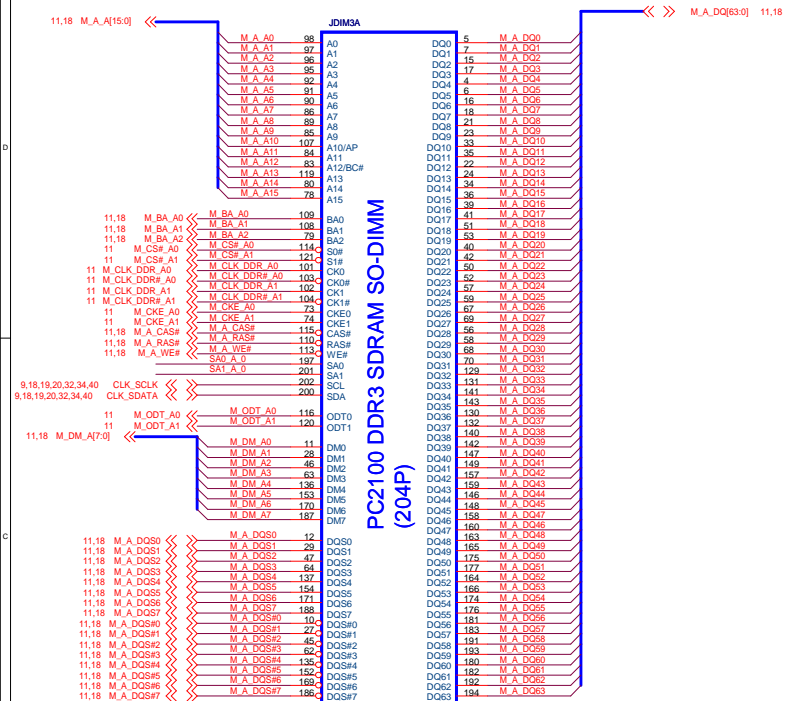 11,18 M_A_A[15:0]
JDIM3A
M_A_DQ[63:0] 11,18
M_A_A0 98 A0
M_A_A1 97 A1
M_A_A2 96 A2
M_A_A3 95 A3
M_A_A4 92 A4
M_A_A5 91 A5
M_A_A6 90 A6
M_A_A7 86 A7
M_A_A8 89 A8
M_A_A9 85 A9
M_A_A10 107 A10/AP
M_A_A11 84 A11
M_A_A12 83 A12/BC#
M_A_A13 119 A13
M_A_A14 80 A14
M_A_A15 78 A15
11,18 M_BA_A0 M_BA_A0 109 BA0
11,18 M_BA_A1 M_BA_A1 108 BA1
11,18 M_BA_A2 M_BA_A2 79 BA2
11 M_CS#_A0 M_CS#_A0 114 S0#
11 M_CS#_A1 M_CS#_A1 121 S1#
11 M_CLK_DDR_A0 M_CLK_DDR_A0 101 CK0
11 M_CLK_DDR#_A0 M_CLK_DDR#_A0 103 CK0#
11 M_CLK_DDR_A1 M_CLK_DDR_A1 102 CK1
11 M_CLK_DDR#_A1 M_CLK_DDR#_A1 104 CK1#
11 M_CKE_A0 M_CKE_A0 73 CKE0
11 M_CKE_A1 M_CKE_A1 74 CKE1
11,18 M_A_CAS# M_A_CAS# 115 CAS#
11,18 M_A_RAS# M_A_RAS# 110 RAS#
11,18 M_A_WE# M_A_WE# 113 WE#
SA0_A_0 197 SA0
SA1_A_0 201 SA1
9,18,19,20,32,34,40 CLK_SCLK 202 SCL
9,18,19,20,32,34,40 CLK_SDATA 200 SDA
11 M_ODT_A0 M_ODT_A0 116 ODT0
11 M_ODT_A1 M_ODT_A1 120 ODT1
11,18 M_DM_A[7:0]
M_DM_A0 11 DM0
M_DM_A1 28 DM1
M_DM_A2 46 DM2
M_DM_A3 63 DM3
M_DM_A4 136 DM4
M_DM_A5 153 DM5
M_DM_A6 170 DM6
M_DM_A7 187 DM7
11,18 M_A_DQS0 M_A_DQS0 12 DQS0
11,18 M_A_DQS1 M_A_DQS1 29 DQS1
11,18 M_A_DQS2 M_A_DQS2 47 DQS2
11,18 M_A_DQS3 M_A_DQS3 64 DQS3
11,18 M_A_DQS4 M_A_DQS4 137 DQS4
11,18 M_A_DQS5 M_A_DQS5 154 DQS5
11,18 M_A_DQS6 M_A_DQS6 171 DQS6
11,18 M_A_DQS7 M_A_DQS7 188 DQS7
11,18 M_A_DQS#0 M_A_DQS#0 10 DQS#0
11,18 M_A_DQS#1 M_A_DQS#1 27 DQS#1
11,18 M_A_DQS#2 M_A_DQS#2 45 DQS#2
11,18 M_A_DQS#3 M_A_DQS#3 62 DQS#3
11,18 M_A_DQS#4 M_A_DQS#4 135 DQS#4
11,18 M_A_DQS#5 M_A_DQS#5 152 DQS#5
11,18 M_A_DQS#6 M_A_DQS#6 169 DQS#6
11,18 M_A_DQS#7 M_A_DQS#7 186 DQS#7
PC2100 DDR3 SDRAM SO-DIMM
(204P)
DQ0 5 M_A_DQ0
DQ1 7 M_A_DQ1
DQ2 15 M_A_DQ2
DQ3 17 M_A_DQ3
DQ4 4 M_A_DQ4
DQ5 6 M_A_DQ5
DQ6 16 M_A_DQ6
DQ7 18 M_A_DQ7
DQ8 21 M_A_DQ8
DQ9 23 M_A_DQ9
DQ10 33 M_A_DQ10
DQ11 35 M_A_DQ11
DQ12 22 M_A_DQ12
DQ13 24 M_A_DQ13
DQ14 34 M_A_DQ14
DQ15 36 M_A_DQ15
DQ16 39 M_A_DQ16
DQ17 41 M_A_DQ17
DQ18 51 M_A_DQ18
DQ19 53 M_A_DQ19
DQ20 40 M_A_DQ20
DQ21 42 M_A_DQ21
DQ22 50 M_A_DQ22
DQ23 52 M_A_DQ23
DQ24 57 M_A_DQ24
DQ25 59 M_A_DQ25
DQ26 67 M_A_DQ26
DQ27 69 M_A_DQ27
DQ28 56 M_A_DQ28
DQ29 58 M_A_DQ29
DQ30 68 M_A_DQ30
DQ31 70 M_A_DQ31
DQ32 129 M_A_DQ32
DQ33 131 M_A_DQ33
DQ34 141 M_A_DQ34
DQ35 143 M_A_DQ35
DQ36 130 M_A_DQ36
DQ37 132 M_A_DQ37
DQ38 140 M_A_DQ38
DQ39 142 M_A_DQ39
DQ40 147 M_A_DQ40
DQ41 149 M_A_DQ41
DQ42 157 M_A_DQ42
DQ43 159 M_A_DQ43
DQ44 146 M_A_DQ44
DQ45 148 M_A_DQ45
DQ46 158 M_A_DQ46
DQ47 160 M_A_DQ47
DQ48 163 M_A_DQ48
DQ49 165 M_A_DQ49
DQ50 175 M_A_DQ50
DQ51 177 M_A_DQ51
DQ52 164 M_A_DQ52
DQ53 166 M_A_DQ53
DQ54 174 M_A_DQ54
DQ55 176 M_A_DQ55
DQ56 181 M_A_DQ56
DQ57 183 M_A_DQ57
DQ58 191 M_A_DQ58
DQ59 193 M_A_DQ59
DQ60 180 M_A_DQ60
DQ61 182 M_A_DQ61
DQ62 192 M_A_DQ62
DQ63 194 M_A_DQ63
D
C